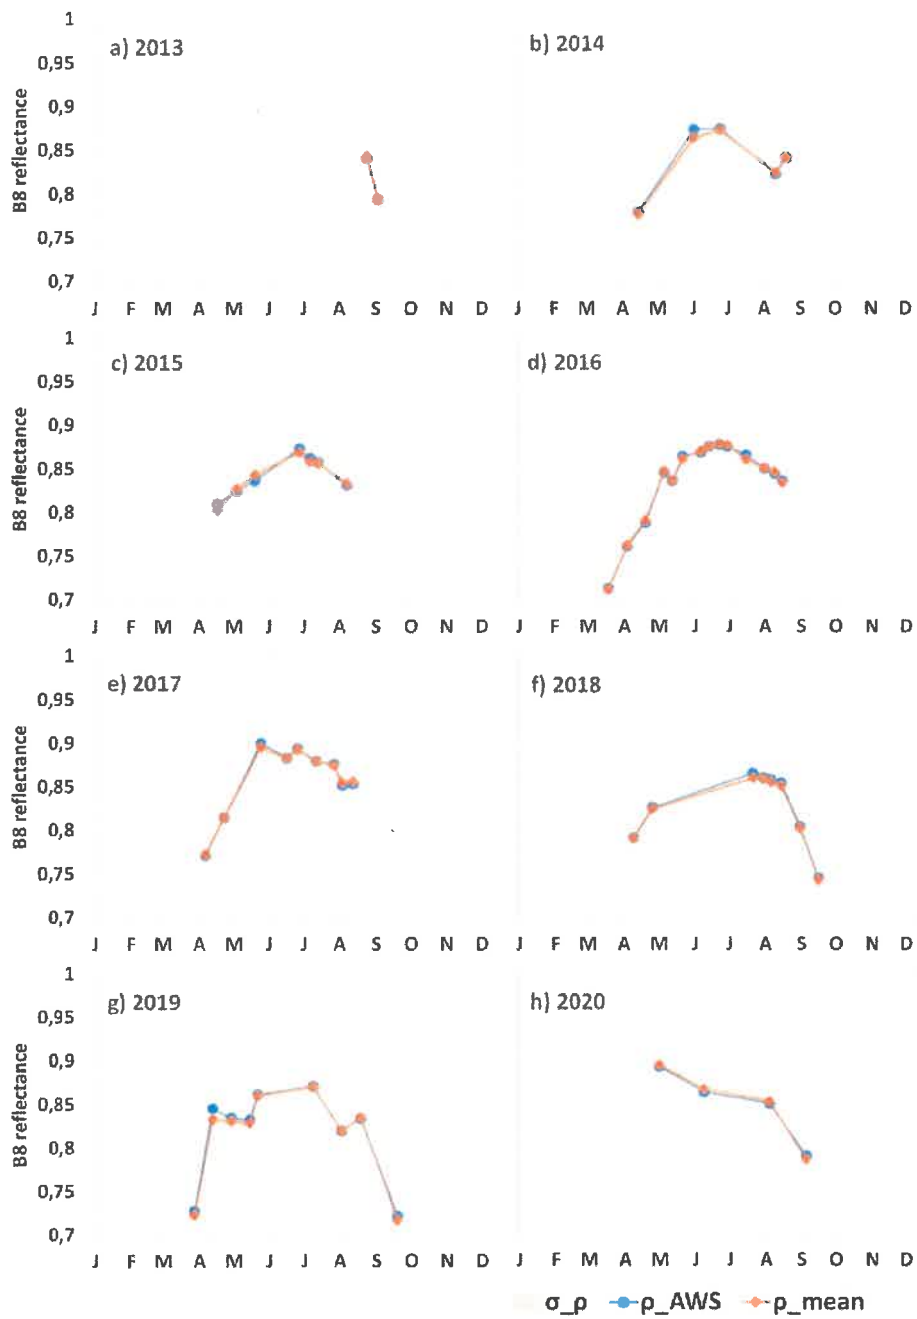 1
a) 2013
b) 2014
0,95
0,9
0,85
0,8
0,75
0,7
B8 reflectance
J F M A M J J A S O N D J F M A M J J A S O N D
1
c) 2015
d) 2016
0,95
0,9
0,85
0,8
0,75
0,7
B8 reflectance
J F M A M J J A S O N D J F M A M J J A S O N D
1
e) 2017
f) 2018
0,95
0,9
0,85
0,8
0,75
0,7
B8 reflectance
J F M A M J J A S O N D J F M A M J J A S O N D
1
g) 2019
h) 2020
0,95
0,9
0,85
0,8
0,75
0,7
B8 reflectance
J F M A M J J A S O N D J F M A M J J A S O N D
σ_ρ ρ_AWS ρ_mean